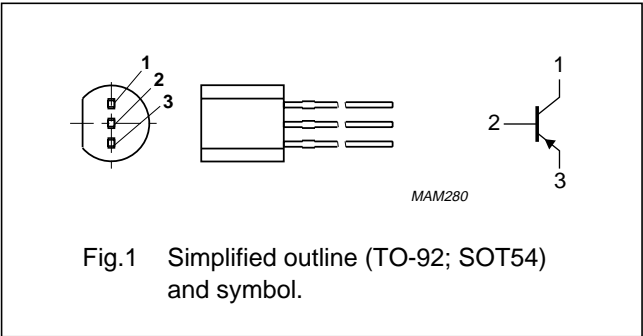 1
2
3
1
2
3
MAM280
Fig.1 Simplified outline (TO-92; SOT54)
and symbol.